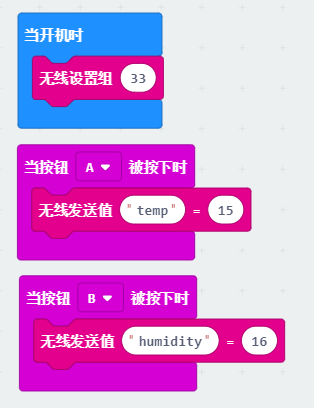 当开机时
无线设置组 33
当按钮 A 被按下时
无线发送值 "temp" = 15
当按钮 B 被按下时
无线发送值 "humidity" = 16